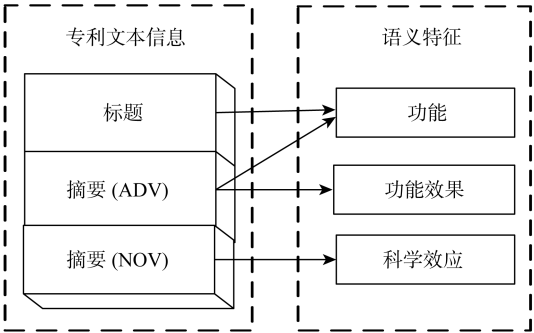 专利文本信息
标题
摘要 (ADV)
摘要 (NOV)
语义特征
功能
功能效果
科学效应